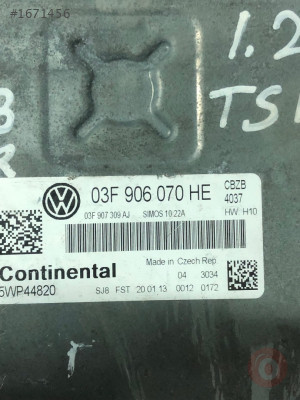 #1671456
1.2
TSI
3
R
03F 906 070 HE
CBZB
4037
03F 907 309 AJ SIMOS 10.22A
HW: H10
Continental
Made in Czech Rep
5WP44820
04 3034
SJ8 FST 20.01.13 0012 0172